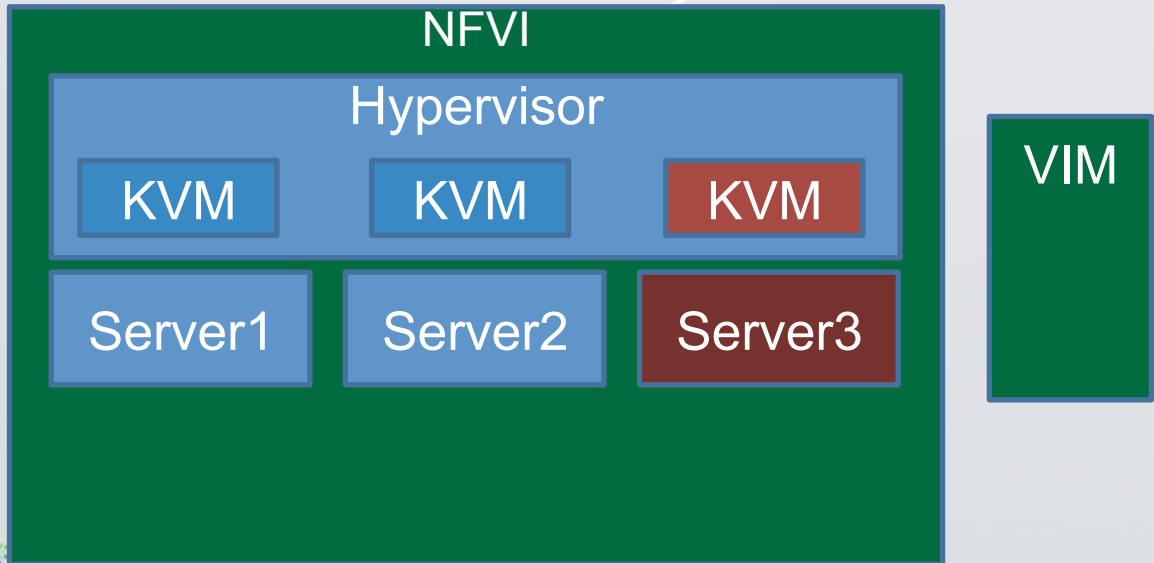 NFVI
Hypervisor
KVM KVM KVM
Server1 Server2 Server3
VIM